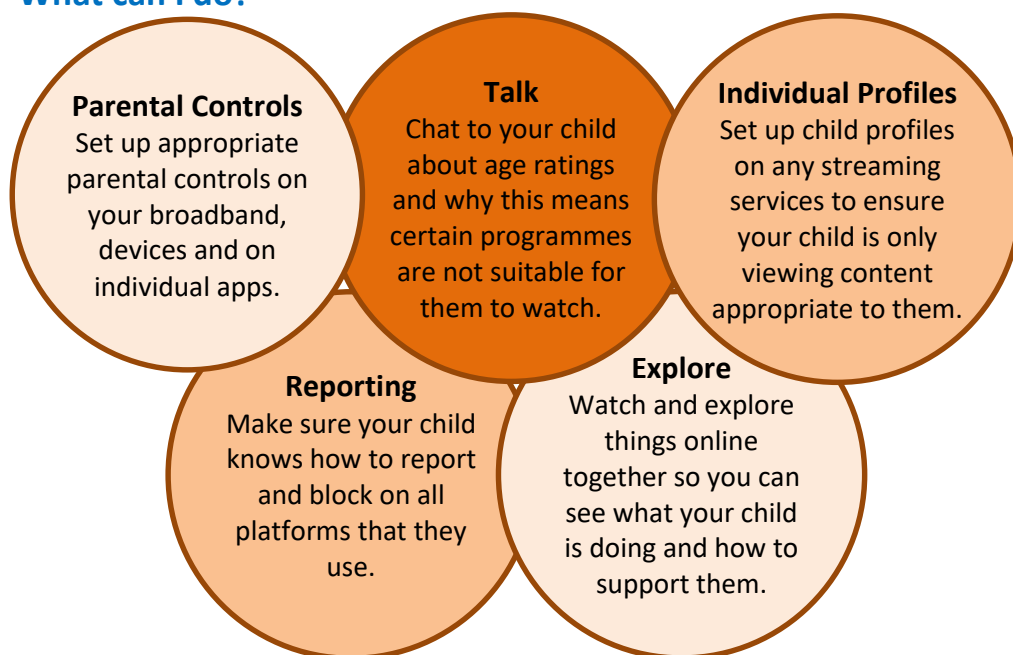 What can I do?
Parental Controls
Set up appropriate
parental controls on
your broadband,
devices and on
individual apps.
Talk
Chat to your child
about age ratings
and why this means
certain programmes
are not suitable for
them to watch.
Individual Profiles
Set up child profiles
on any streaming
services to ensure
your child is only
viewing content
appropriate to them.
Reporting
Make sure your child
knows how to report
and block on all
platforms that they
use.
Explore
Watch and explore
things online
together so you can
see what your child
is doing and how to
support them.